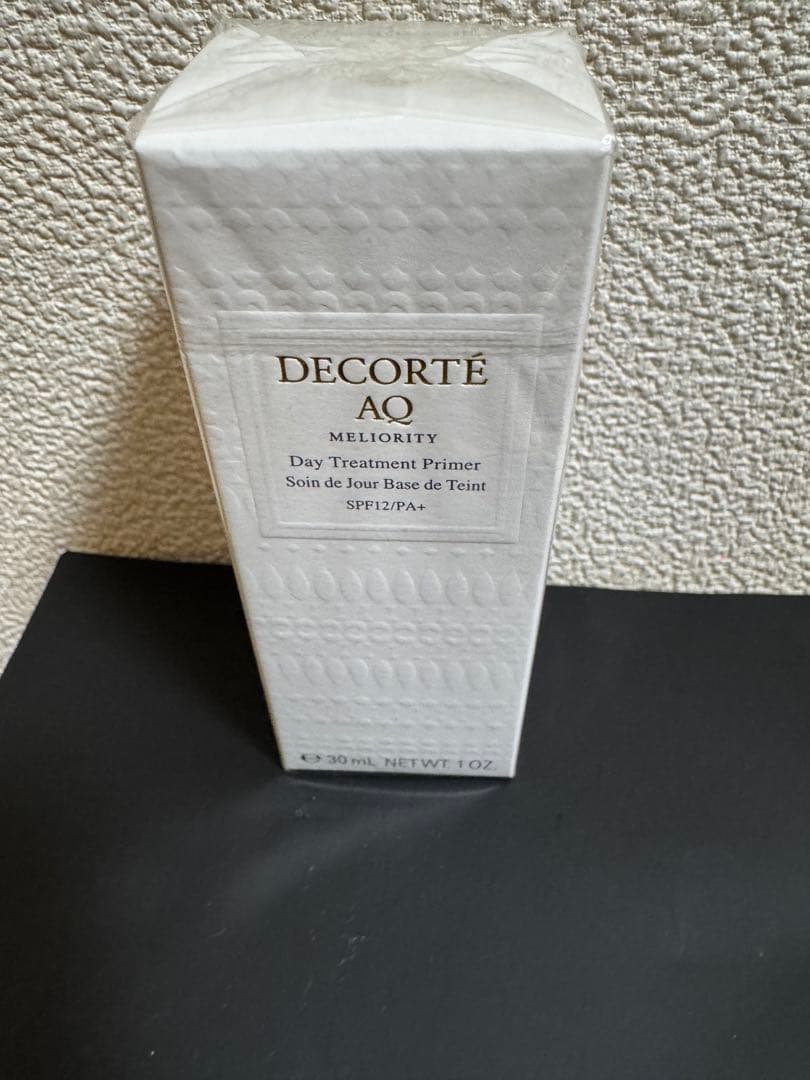 DECORTÉ
AQ
MELIORITY
Day Treatment Primer
Soin de Jour Base de Teint
SPF12/PA+
℮ 30 mL NET WT. 1 OZ.